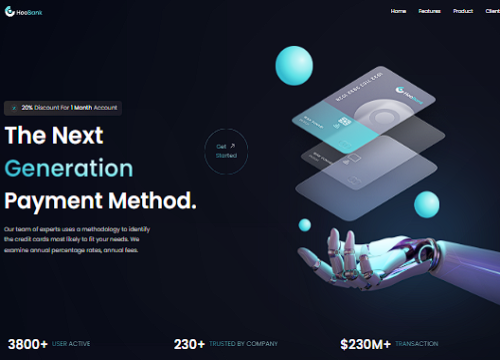 HooBank
Home Features Product Client
20% Discount For 1 Month Account
The Next
Generation
Payment Method.
Get
Started
Our team of experts uses a methodology to identify
the credit cards most likely to fit your needs. We
examine annual percentage rates, annual fees.
HooBank
3800+ USER ACTIVE
230+ TRUSTED BY COMPANY
$230M+ TRANSACTION